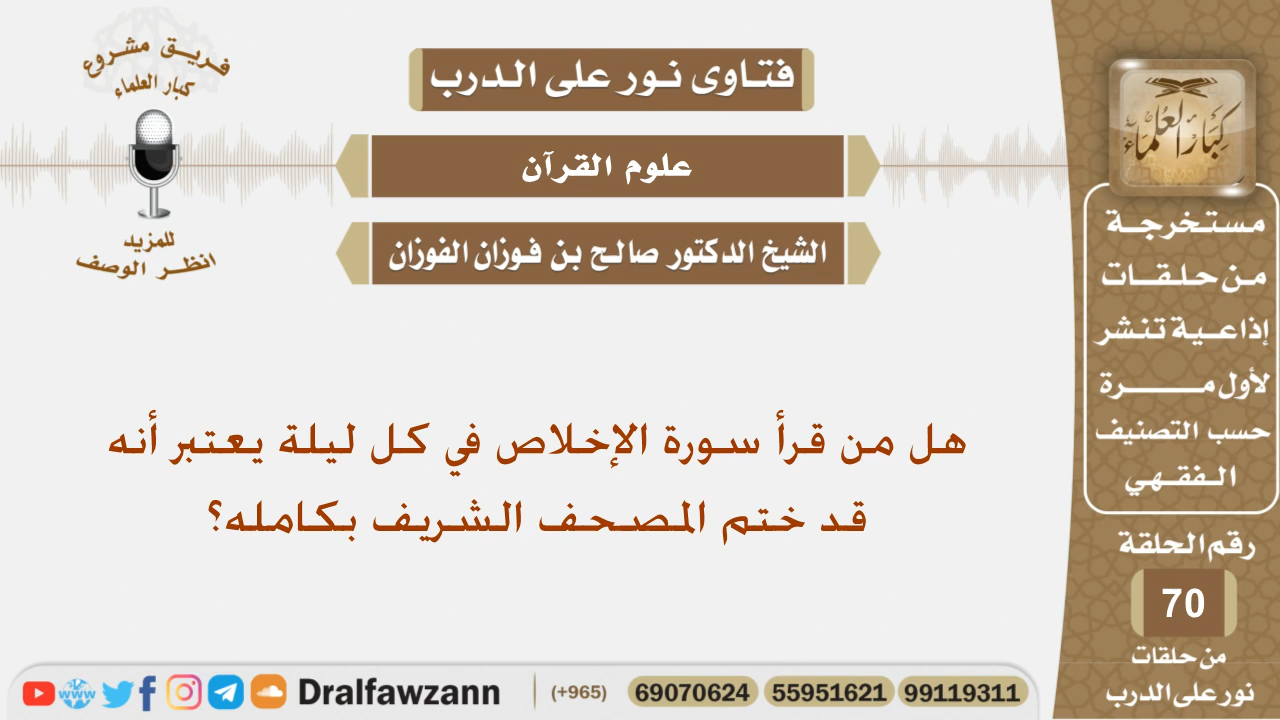 فريق مشروع
كبار العلماء
للمزيد
انظر الوصف
فتاوى نور على الدرب
علوم القرآن
الشيخ الدكتور صالح بن فوزان الفوزان
هل من قرأ سورة الإخلاص في كل ليلة يعتبر أنه
قد ختم المصحف الشريف بكامله؟
كبار العلماء
مستخرجة
من حلقات
إذاعية تنشر
لأول مرة
حسب التصنيف
الفقهي
رقم الحلقة
70
من حلقات
نور على الدرب
www
Dralfawzann (+965) 69070624 55951621 99119311